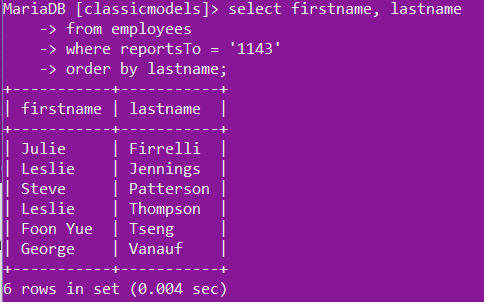 MariaDB [classicmodels]> select firstname, lastname
    -> from employees
    -> where reportsTo = '1143'
    -> order by lastname;
+-----------+-----------+
| firstname | lastname  |
+-----------+-----------+
| Julie     | Firrelli  |
| Leslie    | Jennings  |
| Steve     | Patterson |
| Leslie    | Thompson  |
| Foon Yue  | Tseng     |
| George    | Vanauf    |
+-----------+-----------+
6 rows in set (0.004 sec)